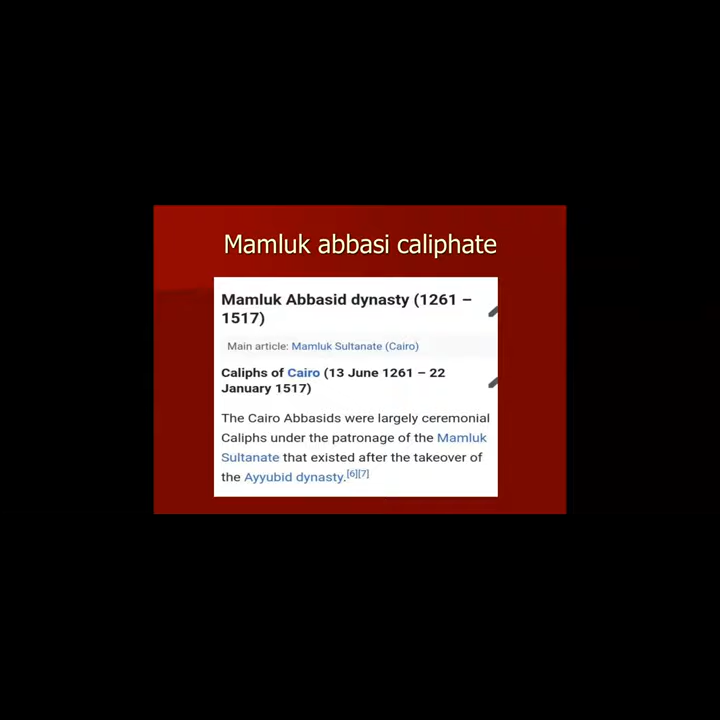 Mamluk abbasi caliphate
Mamluk Abbasid dynasty (1261 –
1517)
Main article: Mamluk Sultanate (Cairo)
Caliphs of Cairo (13 June 1261 – 22
January 1517)
The Cairo Abbasids were largely ceremonial
Caliphs under the patronage of the Mamluk
Sultanate that existed after the takeover of
the Ayyubid dynasty.[6][7]